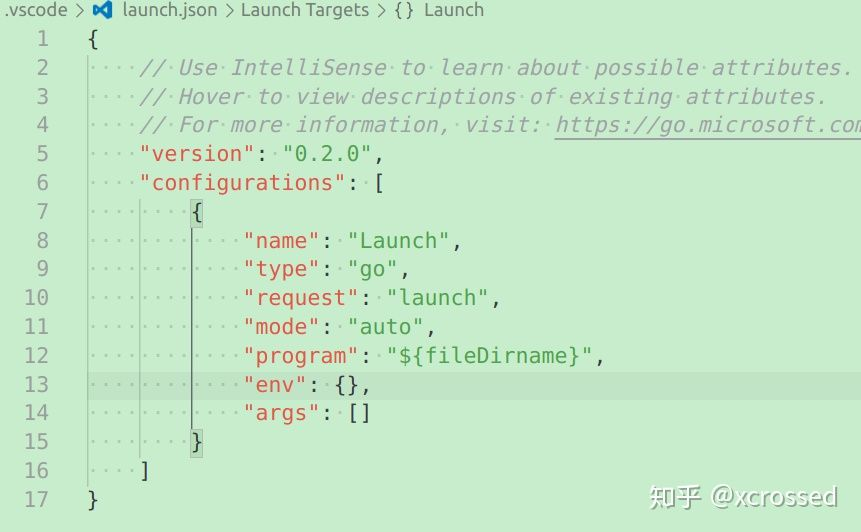 .vscode > launch.json > Launch Targets > {} Launch
1 {
2 // Use IntelliSense to learn about possible attributes.
3 // Hover to view descriptions of existing attributes.
4 // For more information, visit: https://go.microsoft.com
5 "version": "0.2.0",
6 "configurations": [
7 {
8 "name": "Launch",
9 "type": "go",
10 "request": "launch",
11 "mode": "auto",
12 "program": "${fileDirname}",
13 "env": {},
14 "args": []
15 }
16 ]
17 }
知乎 @xcrossed